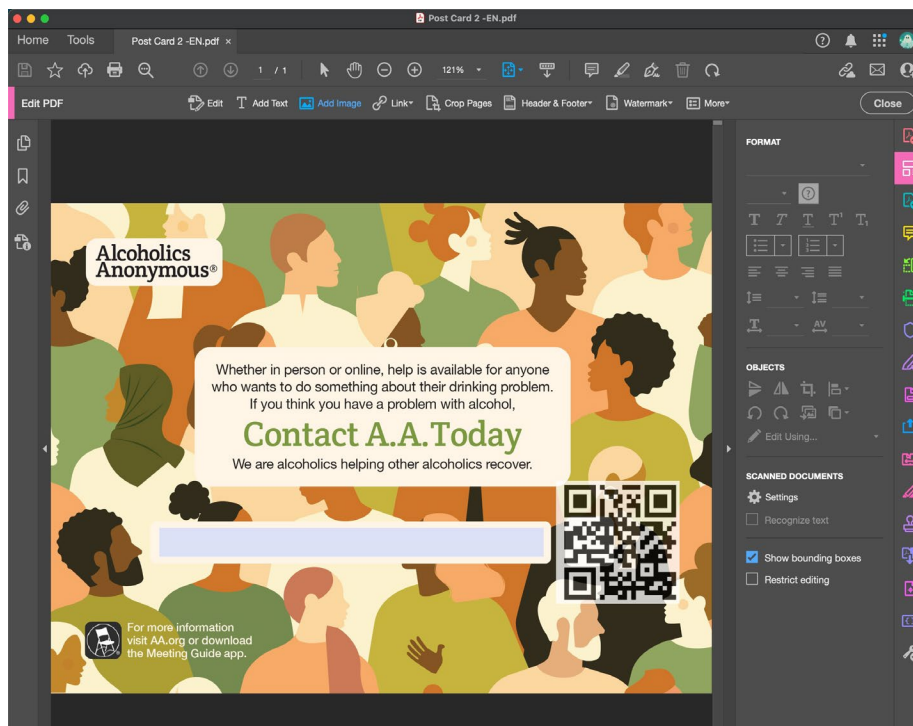 Post Card 2 -EN.pdf
Home Tools Post Card 2 -EN.pdf ×
1 / 1 121%
Edit PDF Edit Add Text Add Image Link Crop Pages Header & Footer Watermark More Close
FORMAT
OBJECTS
Edit Using...
SCANNED DOCUMENTS
Settings
Recognize text
Show bounding boxes
Restrict editing
Alcoholics
Anonymous®
Whether in person or online, help is available for anyone
who wants to do something about their drinking problem.
If you think you have a problem with alcohol,
Contact A.A.Today
We are alcoholics helping other alcoholics recover.
For more information
visit AA.org or download
the Meeting Guide app.